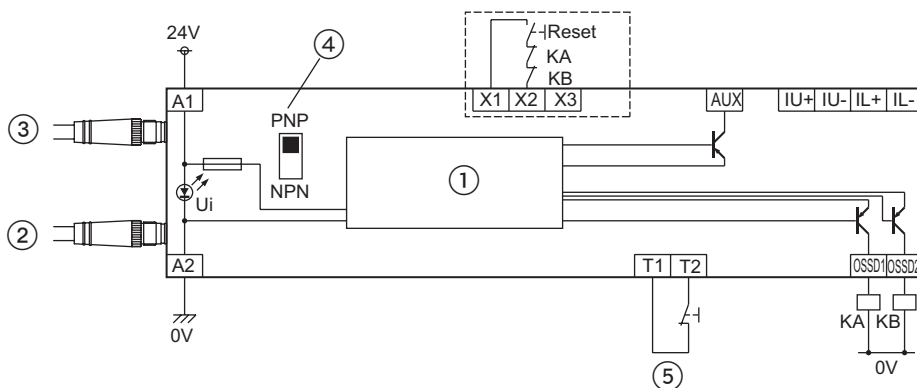 24V
④
Reset
KA
KB
A1
X1 X2 X3
AUX
IU+ IU- IL+ IL-
③
PNP
NPN
①
Ui
②
A2
T1 T2
OSSD1 OSSD2
0V
KA KB
0V
⑤